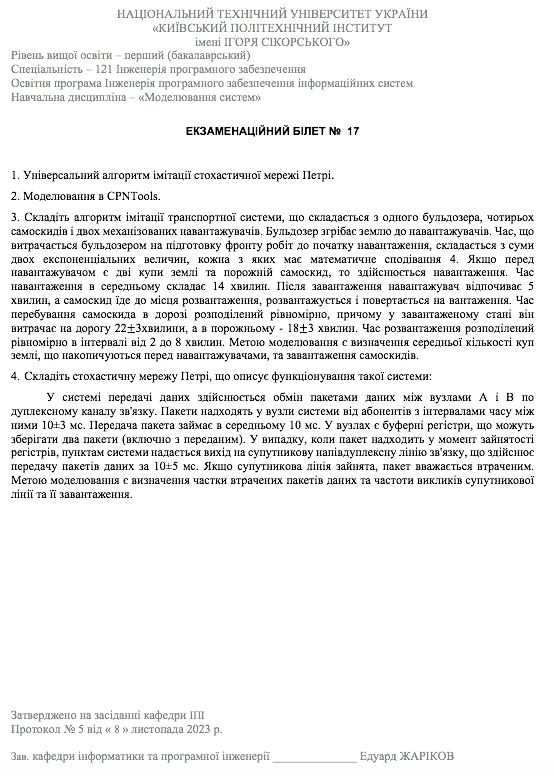 НАЦІОНАЛЬНИЙ ТЕХНІЧНИЙ УНІВЕРСИТЕТ УКРАЇНИ
«КИЇВСЬКИЙ ПОЛІТЕХНІЧНИЙ ІНСТИТУТ
імені ІГОРЯ СІКОРСЬКОГО»
Рівень вищої освіти – перший (бакалаврський)
Спеціальність – 121 Інженерія програмного забезпечення
Освітня програма Інженерія програмного забезпечення інформаційних систем
Навчальна дисципліна – «Моделювання систем»
ЕКЗАМЕНАЦІЙНИЙ БІЛЕТ № 17
1. Універсальний алгоритм імітації стохастичної мережі Петрі.
2. Моделювання в CPNTools.
3. Складіть алгоритм імітації транспортної системи, що складається з одного бульдозера, чотирьох
самоскидів і двох механізованих навантажувачів. Бульдозер згрібає землю до навантажувачів. Час, що
витрачається бульдозером на підготовку фронту робіт до початку навантаження, складається з суми
двох експоненціальних величин, кожна з яких має математичне сподівання 4. Якщо перед
навантажувачем є дві купи землі та порожній самоскид, то здійснюється навантаження. Час
навантаження в середньому складає 14 хвилин. Після завантаження навантажувач відпочиває 5
хвилин, а самоскид їде до місця розвантаження, розвантажується і повертається на вантаження. Час
перебування самоскида в дорозі розподілений рівномірно, причому у завантаженому стані він
витрачає на дорогу 22±3хвилини, а в порожньому - 18±3 хвилин. Час розвантаження розподілений
рівномірно в інтервалі від 2 до 8 хвилин. Метою моделювання є визначення середньої кількості куп
землі, що накопичуються перед навантажувачами, та завантаження самоскидів.
4. Складіть стохастичну мережу Петрі, що описує функціонування такої системи:
У системі передачі даних здійснюється обмін пакетами даних між вузлами А і В по
дуплексному каналу зв'язку. Пакети надходять у вузли системи від абонентів з інтервалами часу між
ними 10±3 мс. Передача пакета займає в середньому 10 мс. У вузлах є буферні регістри, що можуть
зберігати два пакети (включно з переданим). У випадку, коли пакет надходить у момент зайнятості
регістрів, пунктам системи надається вихід на супутникову напівдуплексну лінію зв'язку, що здійснює
передачу пакетів даних за 10±5 мс. Якщо супутникова лінія зайнята, пакет вважається втраченим.
Метою моделювання є визначення частки втрачених пакетів даних та частоти викликів супутникової
лінії та її завантаження.
Затверджено на засіданні кафедри ІПІ
Протокол № 5 від « 8 » листопада 2023 р.
Зав. кафедри інформатики та програмної інженерії _______________ Едуард ЖАРІКОВ